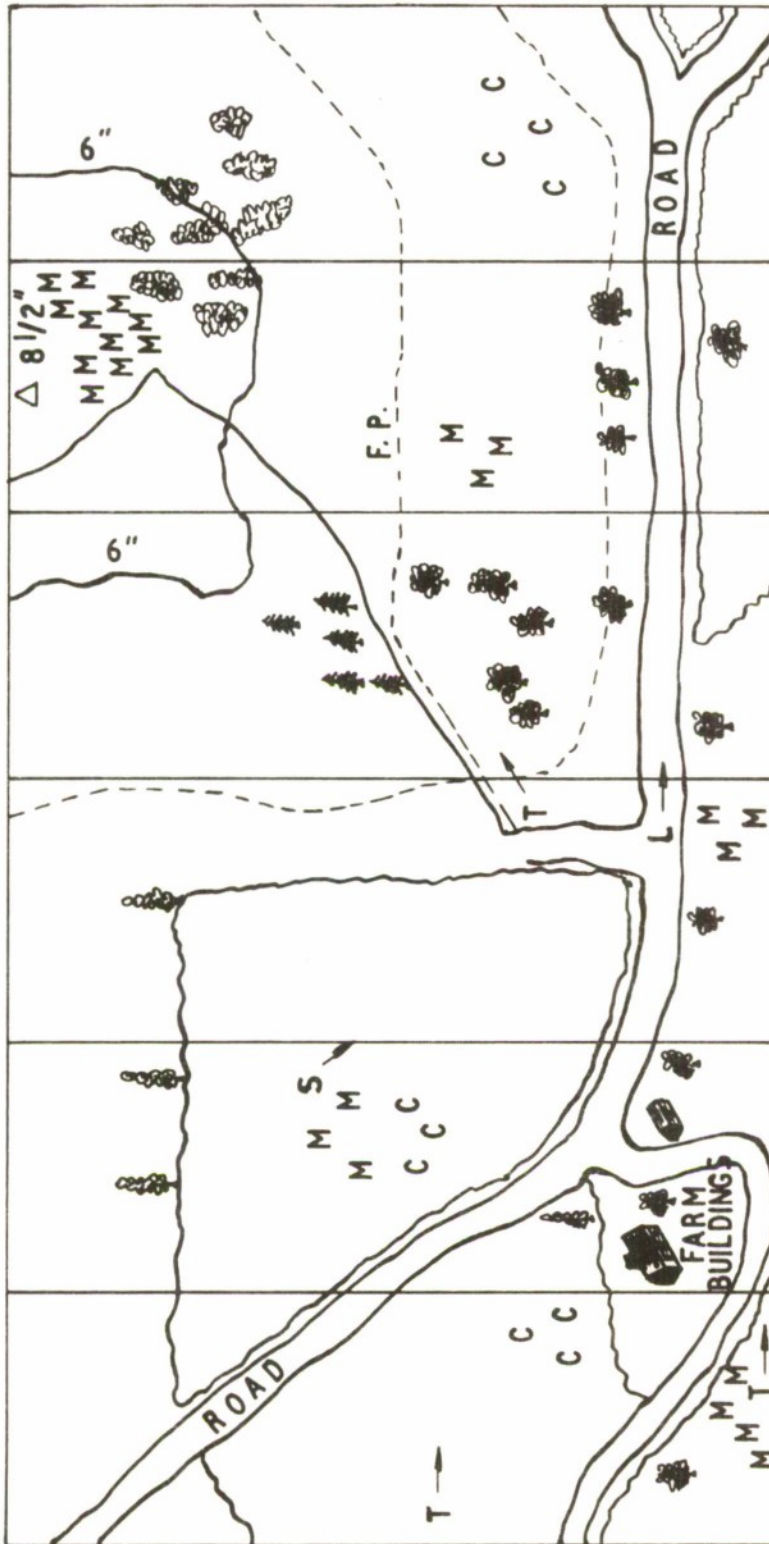 △ 8 1/2"
M M M M
M M M
M M M M
6"
6"
ROAD
S
M M
M
C C
C
F. P.
M
M M
C C
C C
T
T
L
C
C C
M M
M
ROAD
FARM
BUILDINGS
M M
M M
T